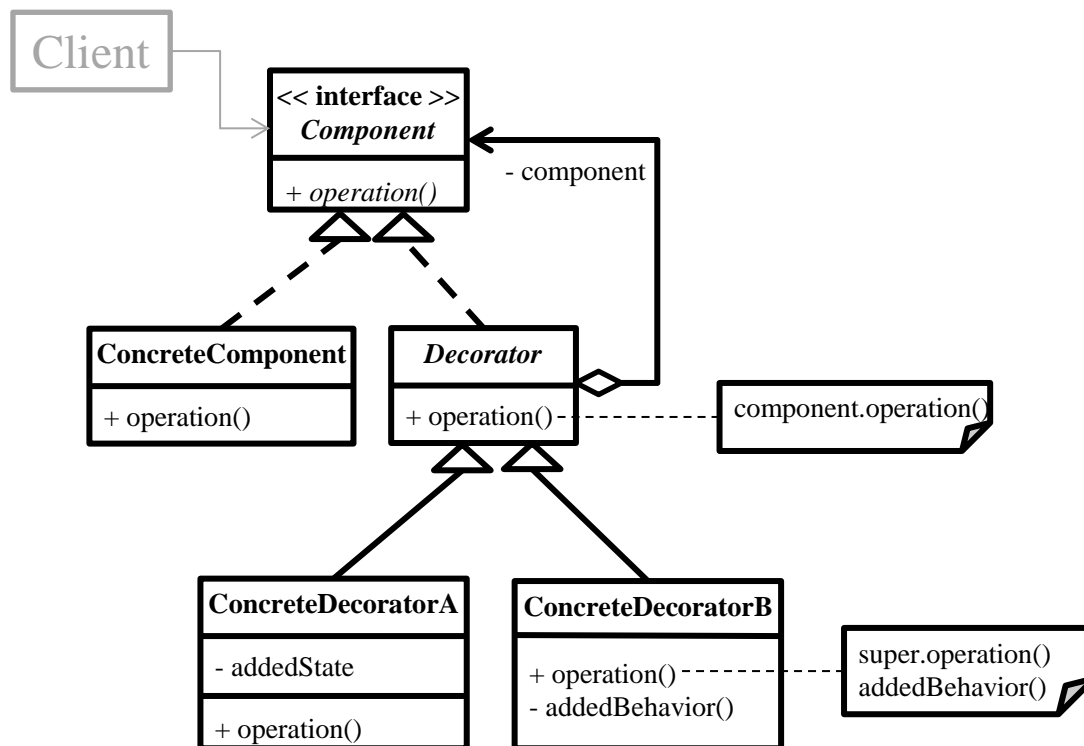 Client
<< interface >>
Component
+ operation()
- component
ConcreteComponent
+ operation()
Decorator
+ operation()
component.operation()
ConcreteDecoratorA
- addedState
+ operation()
ConcreteDecoratorB
+ operation()
- addedBehavior()
super.operation()
addedBehavior()